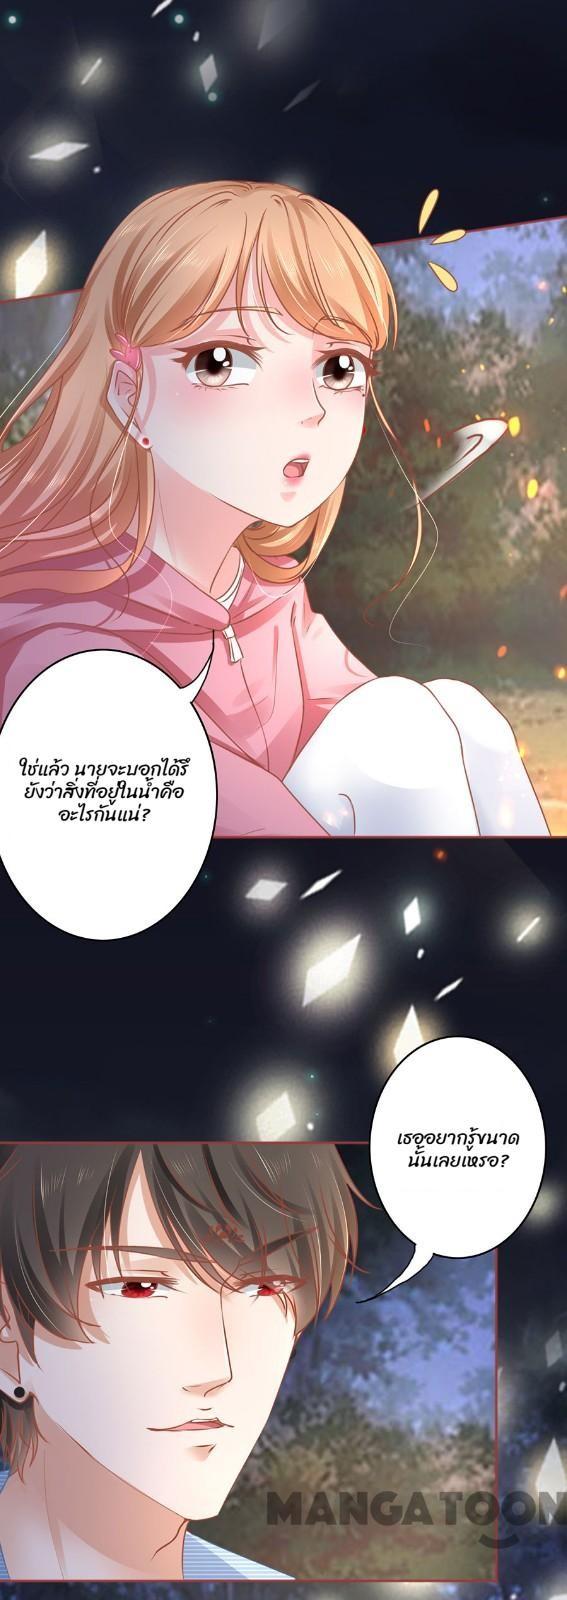 ใช่แล้ว นายจะบอกได้รึ
ยังว่าสิ่งที่อยู่ในน้ำคือ
อะไรกันแน่?
เธออยากรู้ขนาด
นั้นเลยเหรอ?
MANGATOON